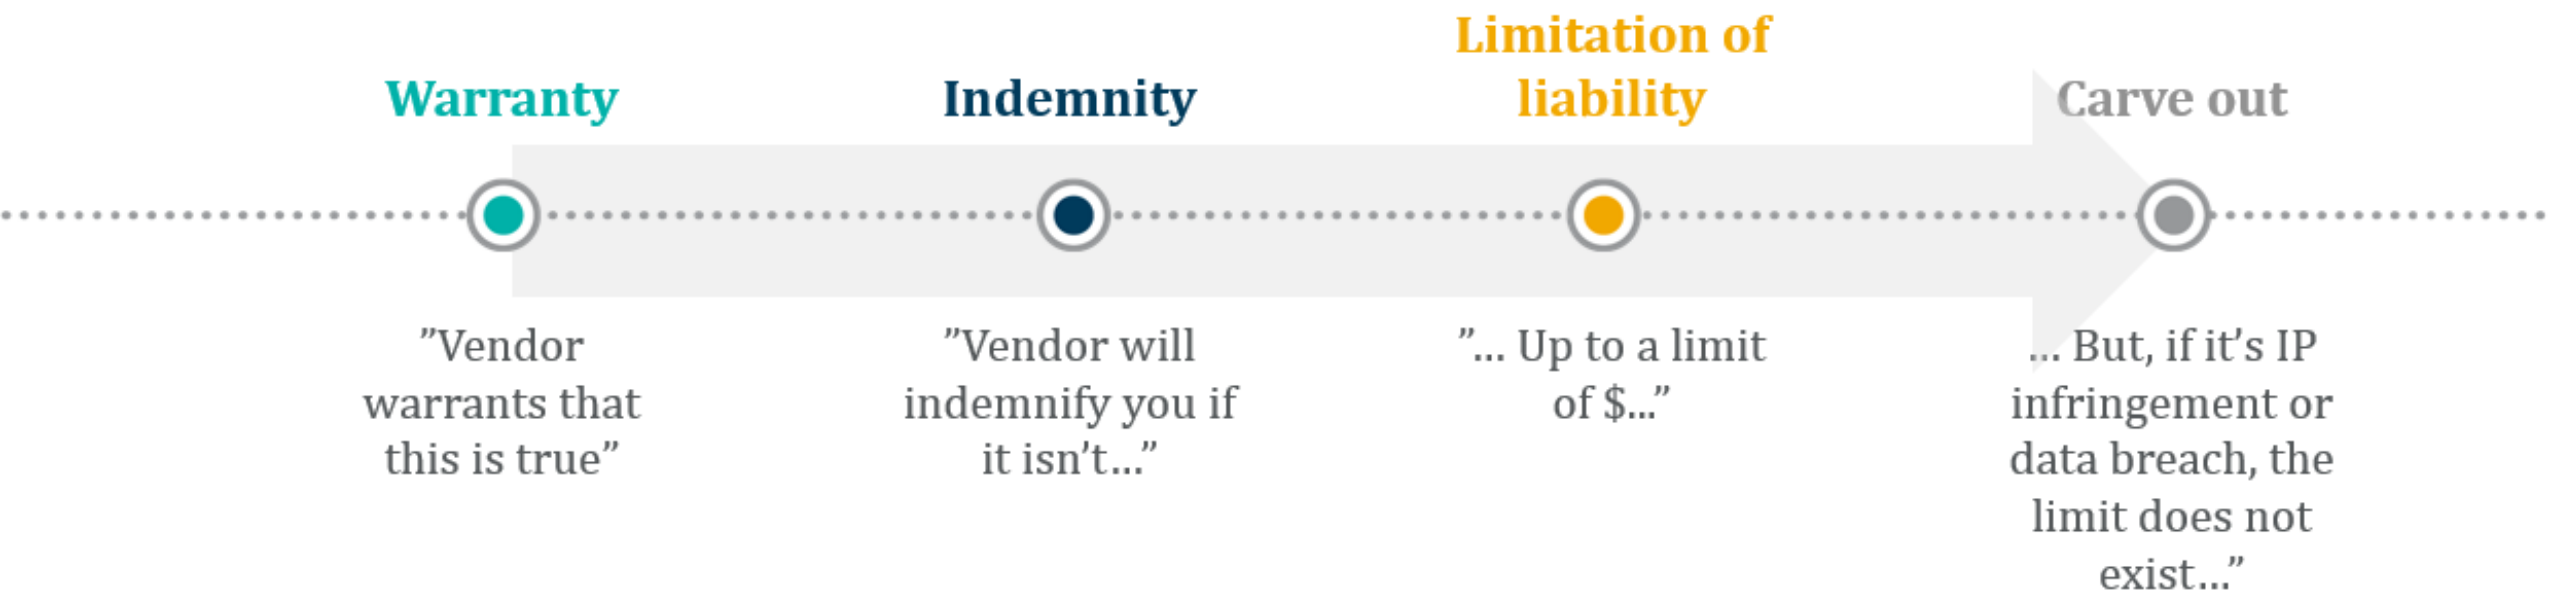 Warranty
”Vendor
warrants that
this is true”
Indemnity
”Vendor will
indemnify you if
it isn’t…”
Limitation of
liability
”... Up to a limit
of $...”
Carve out
... But, if it’s IP
infringement or
data breach, the
limit does not
exist…”